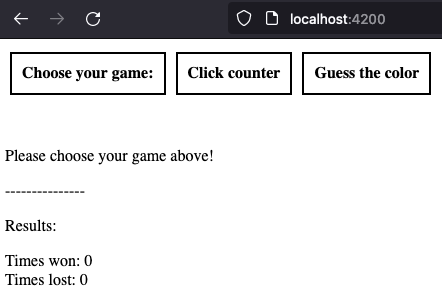 localhost:4200
Choose your game: Click counter Guess the color
Please choose your game above!
---------------
Results:
Times won: 0
Times lost: 0